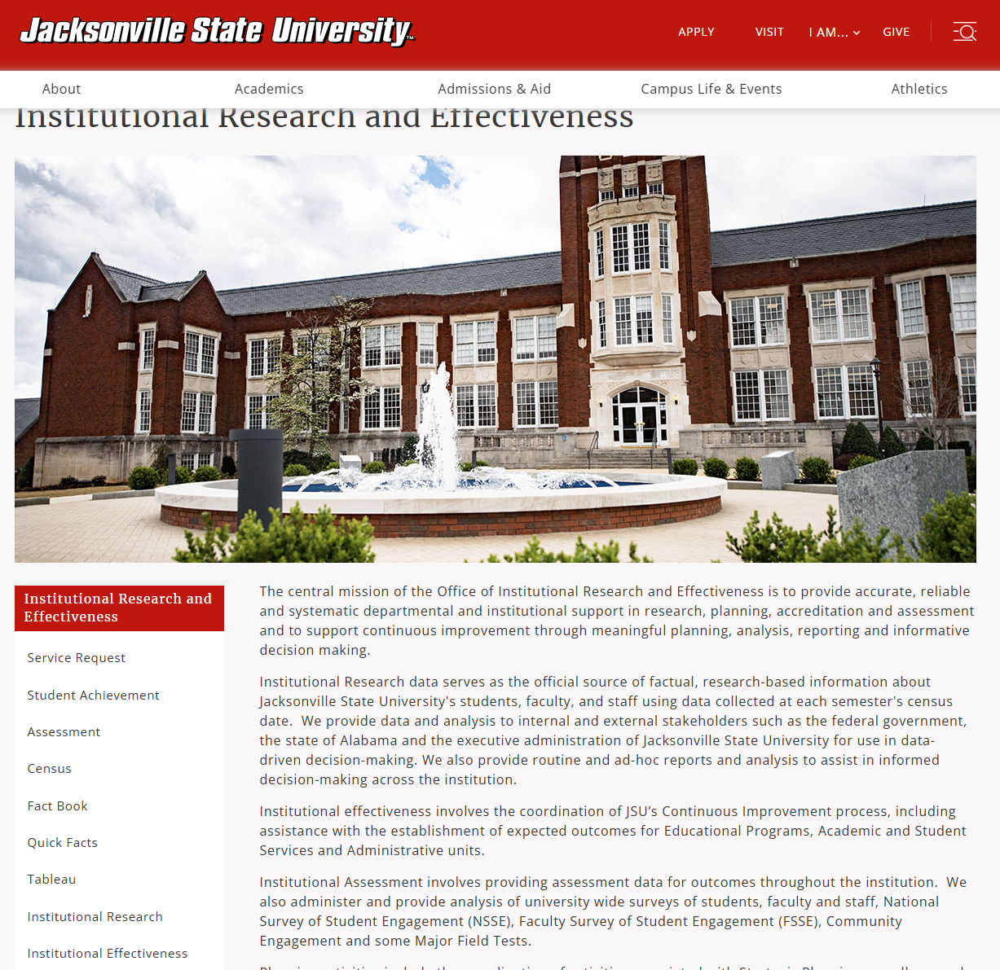 Jacksonville State University™
APPLY VISIT I AM... GIVE
About Academics Admissions & Aid Campus Life & Events Athletics
Institutional Research and Effectiveness
Institutional Research and
Effectiveness
Service Request
Student Achievement
Assessment
Census
Fact Book
Quick Facts
Tableau
Institutional Research
Institutional Effectiveness
The central mission of the Office of Institutional Research and Effectiveness is to provide accurate, reliable
and systematic departmental and institutional support in research, planning, accreditation and assessment
and to support continuous improvement through meaningful planning, analysis, reporting and informative
decision making.
Institutional Research data serves as the official source of factual, research-based information about
Jacksonville State University's students, faculty, and staff using data collected at each semester's census
date.  We provide data and analysis to internal and external stakeholders such as the federal government,
the state of Alabama and the executive administration of Jacksonville State University for use in data-
driven decision-making. We also provide routine and ad-hoc reports and analysis to assist in informed
decision-making across the institution.
Institutional effectiveness involves the coordination of JSU’s Continuous Improvement process, including
assistance with the establishment of expected outcomes for Educational Programs, Academic and Student
Services and Administrative units.
Institutional Assessment involves providing assessment data for outcomes throughout the institution.  We
also administer and provide analysis of university wide surveys of students, faculty and staff, National
Survey of Student Engagement (NSSE), Faculty Survey of Student Engagement (FSSE), Community
Engagement and some Major Field Tests.